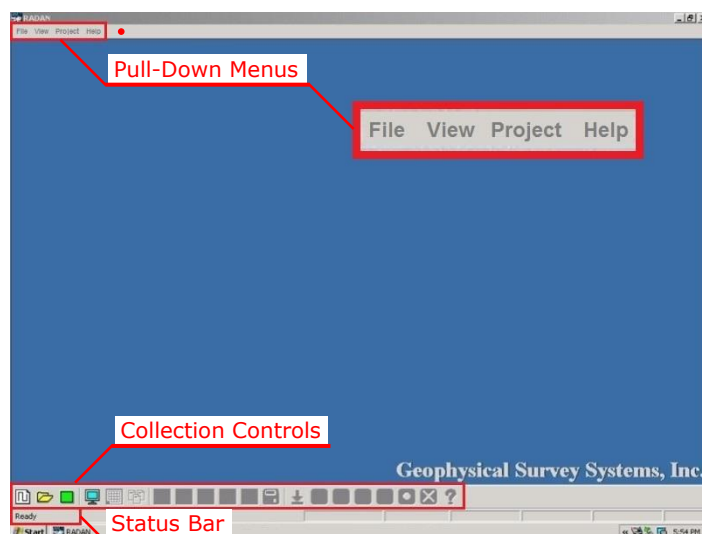 RADAN
File View Project Help
Pull-Down Menus
File View Project Help
Collection Controls
Geophysical Survey Systems, Inc.
Ready
Status Bar
Start RADAN 5:54 PM